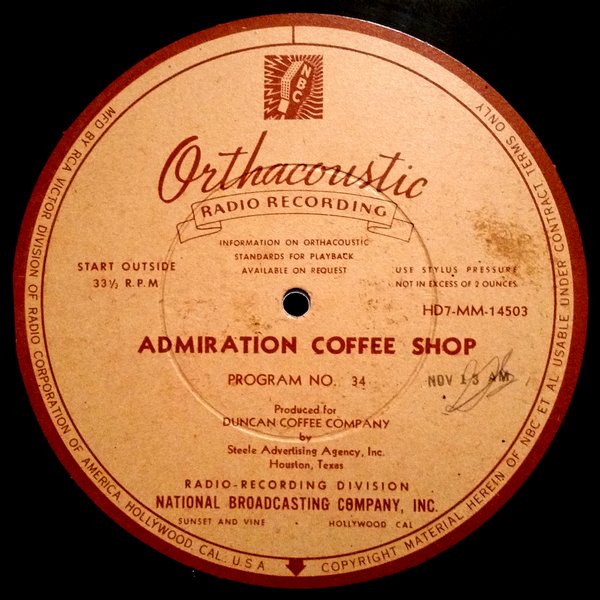 NBC
Orthacoustic
RADIO RECORDING
INFORMATION ON ORTHACOUSTIC
STANDARDS FOR PLAYBACK
AVAILABLE ON REQUEST
START OUTSIDE
33⅓ R.P.M
USE STYLUS PRESSURE
NOT IN EXCESS OF 2 OUNCES
HD7-MM-14503
ADMIRATION COFFEE SHOP
PROGRAM NO. 34
NOV 13 AM
Produced for
DUNCAN COFFEE COMPANY
by
Steele Advertising Agency, Inc.
Houston, Texas
RADIO-RECORDING DIVISION
NATIONAL BROADCASTING COMPANY, INC.
SUNSET AND VINE • HOLLYWOOD CAL
MFD BY RCA VICTOR DIVISION OF RADIO CORPORATION OF AMERICA, HOLLYWOOD CAL. U.S.A
COPYRIGHT MATERIAL HEREIN OF NBC ET AL USABLE UNDER CONTRACT TERMS ONLY